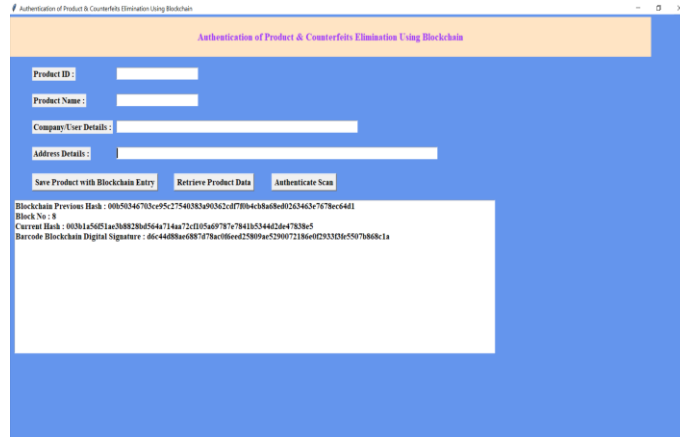 Authentication of Product & Counterfeits Elimination Using Blockchain
Authentication of Product & Counterfeits Elimination Using Blockchain
Product ID :
Product Name :
Company/User Details :
Address Details :
Save Product with Blockchain Entry Retrieve Product Data Authenticate Scan
Blockchain Previous Hash : 00b50346703ce95c27540383a90362cdf7f0b4cb8a68ed0263463e7678ec64d1
Block No : 8
Current Hash : 003b1a56f51ae3b8828bd564a714aa72cf105a69787e7841b5344d2de47838e5
Barcode Blockchain Digital Signature : d6c44d88ae6887d78ac0f6eed25809ae5290072186e0f2933f3fe5507b868c1a